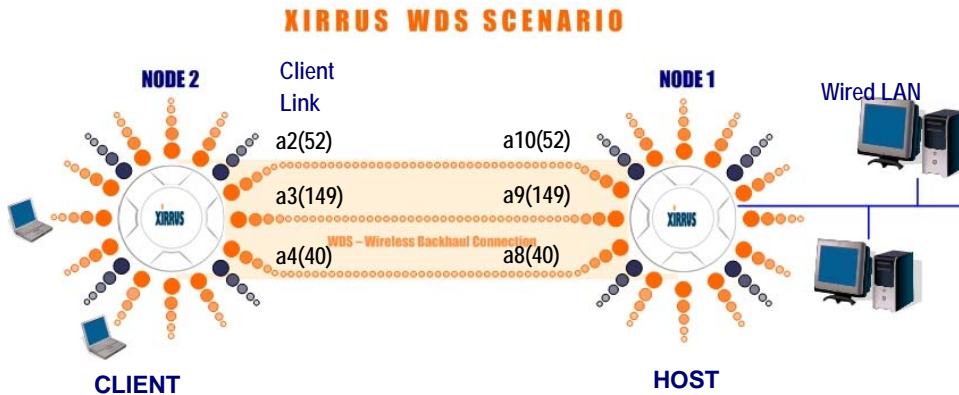 XIRRUS WDS SCENARIO
NODE 2
Client
Link
NODE 1
Wired LAN
a2(52)
a10(52)
a3(149)
a9(149)
XIRRUS
XIRRUS
WDS – Wireless Backhaul Connection
a4(40)
a8(40)
CLIENT
HOST